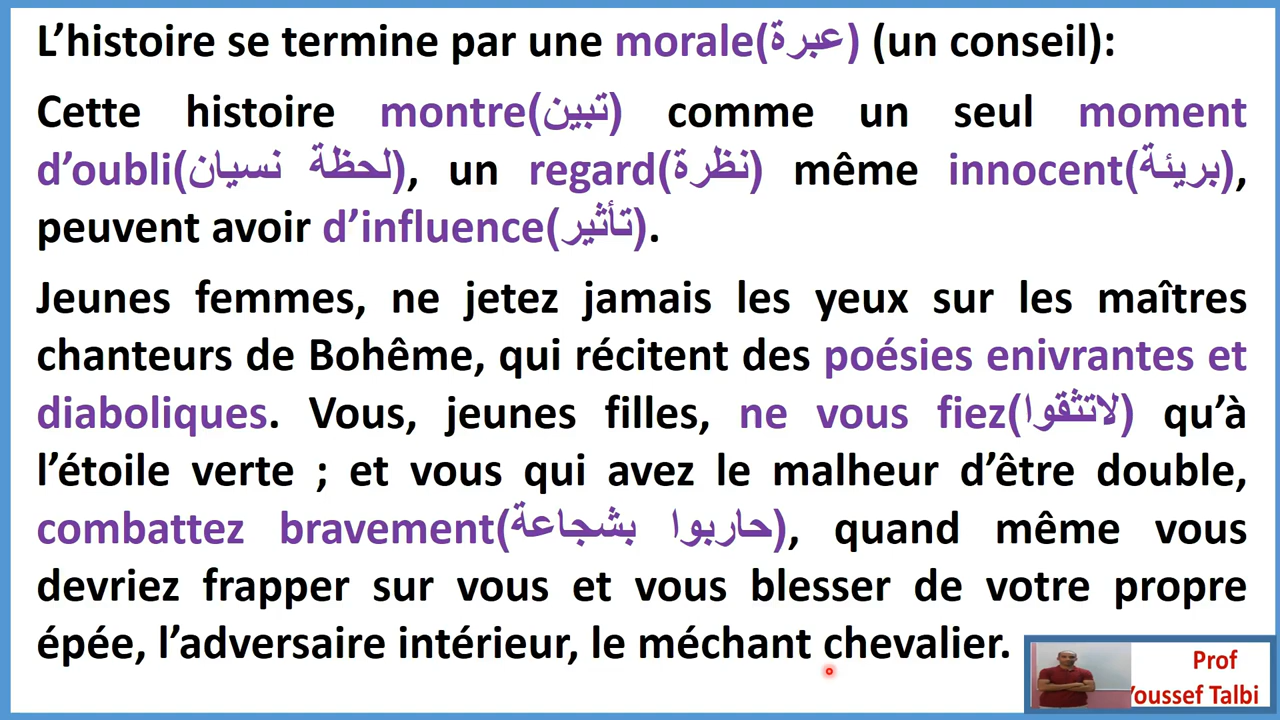 L’histoire se termine par une morale(عبرة) (un conseil):
Cette histoire montre(تبين) comme un seul moment
d’oubli(لحظة نسيان), un regard(نظرة) même innocent(بريئة),
peuvent avoir d’influence(تأثير).
Jeunes femmes, ne jetez jamais les yeux sur les maîtres
chanteurs de Bohême, qui récitent des poésies enivrantes et
diaboliques. Vous, jeunes filles, ne vous fiez(لاتثقوا) qu’à
l’étoile verte ; et vous qui avez le malheur d’être double,
combattez bravement(حاربوا بشجاعة), quand même vous
devriez frapper sur vous et vous blesser de votre propre
épée, l’adversaire intérieur, le méchant chevalier.
Prof
Youssef Talbi